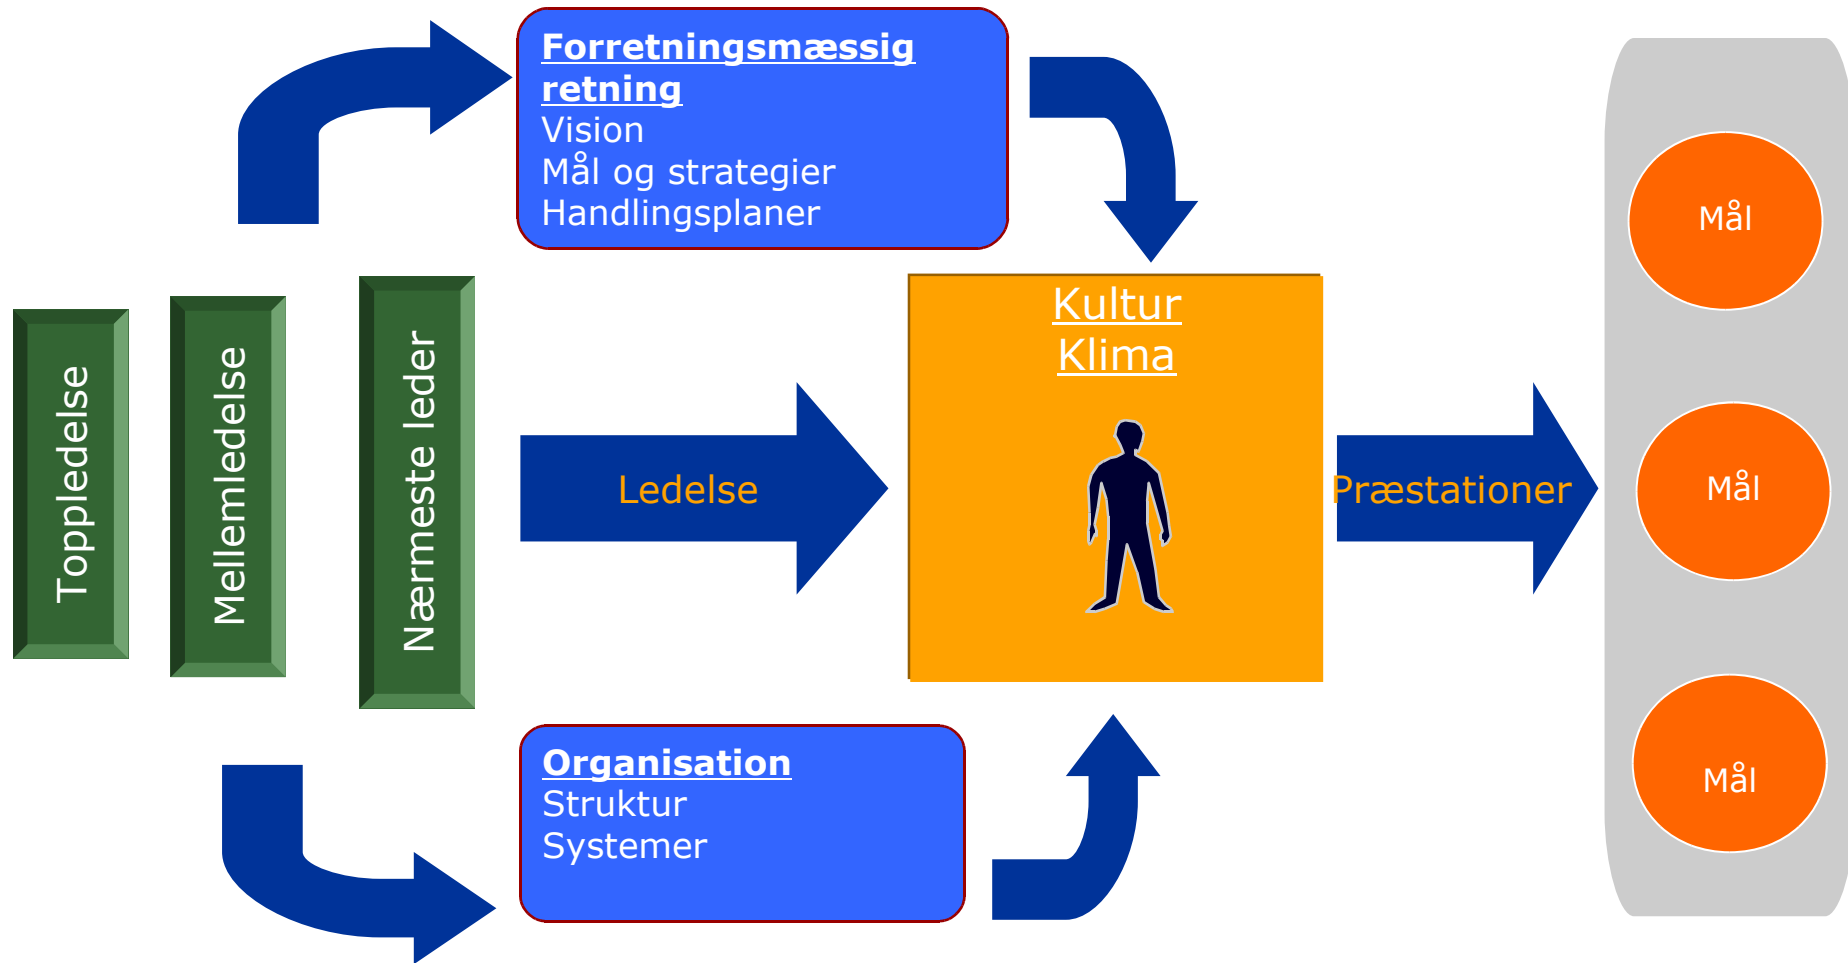 Forretningsmæssig
retning
Vision
Mål og strategier
Handlingsplaner
Toppledelse
Mellemledelse
Nærmeste leder
Ledelse
Kultur
Klima
Præstationer
Mål
Mål
Mål
Organisation
Struktur
Systemer